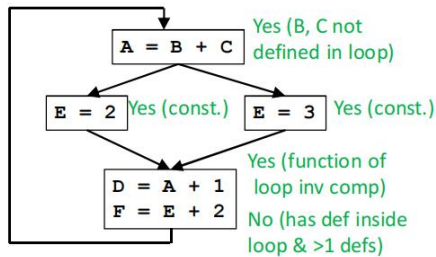 A = B + C
Yes (B, C not
defined in loop)
E = 2
Yes (const.)
E = 3
Yes (const.)
D = A + 1
F = E + 2
Yes (function of
loop inv comp)
No (has def inside
loop & >1 defs)